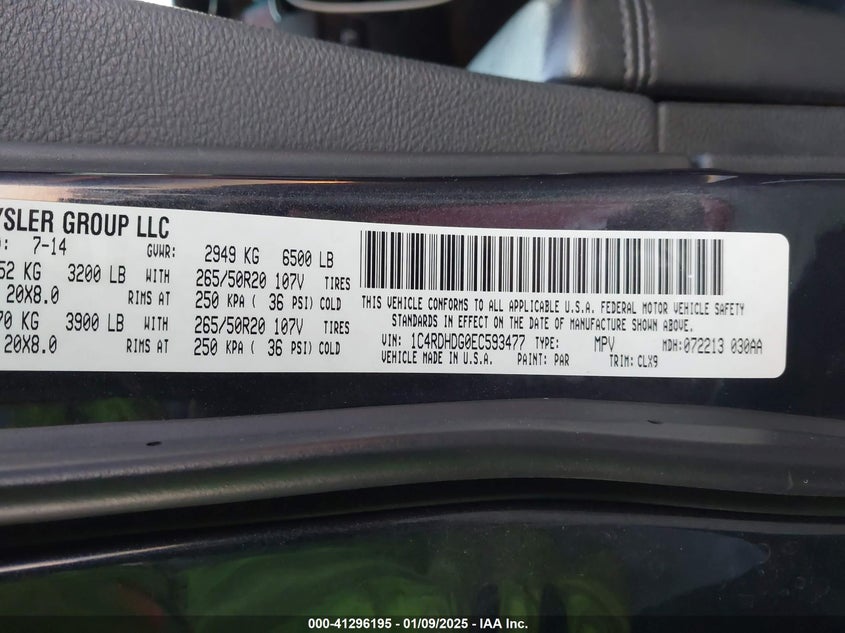 YSLER GROUP LLC
: 7-14 GVWR: 2949 KG 6500 LB
52 KG 3200 LB WITH 265/50R20 107V TIRES
20X8.0 RIMS AT 250 KPA ( 36 PSI) COLD
70 KG 3900 LB WITH 265/50R20 107V TIRES
20X8.0 RIMS AT 250 KPA ( 36 PSI) COLD
THIS VEHICLE CONFORMS TO ALL APPLICABLE U.S.A. FEDERAL MOTOR VEHICLE SAFETY
STANDARDS IN EFFECT ON THE DATE OF MANUFACTURE SHOWN ABOVE.
VIN: 1C4RDHDG0EC593477 TYPE: MPV MDH:072213 030AA
VEHICLE MADE IN U.S.A. PAINT: PAR TRIM: CLX9
000-41296195 - 01/09/2025 - IAA Inc.